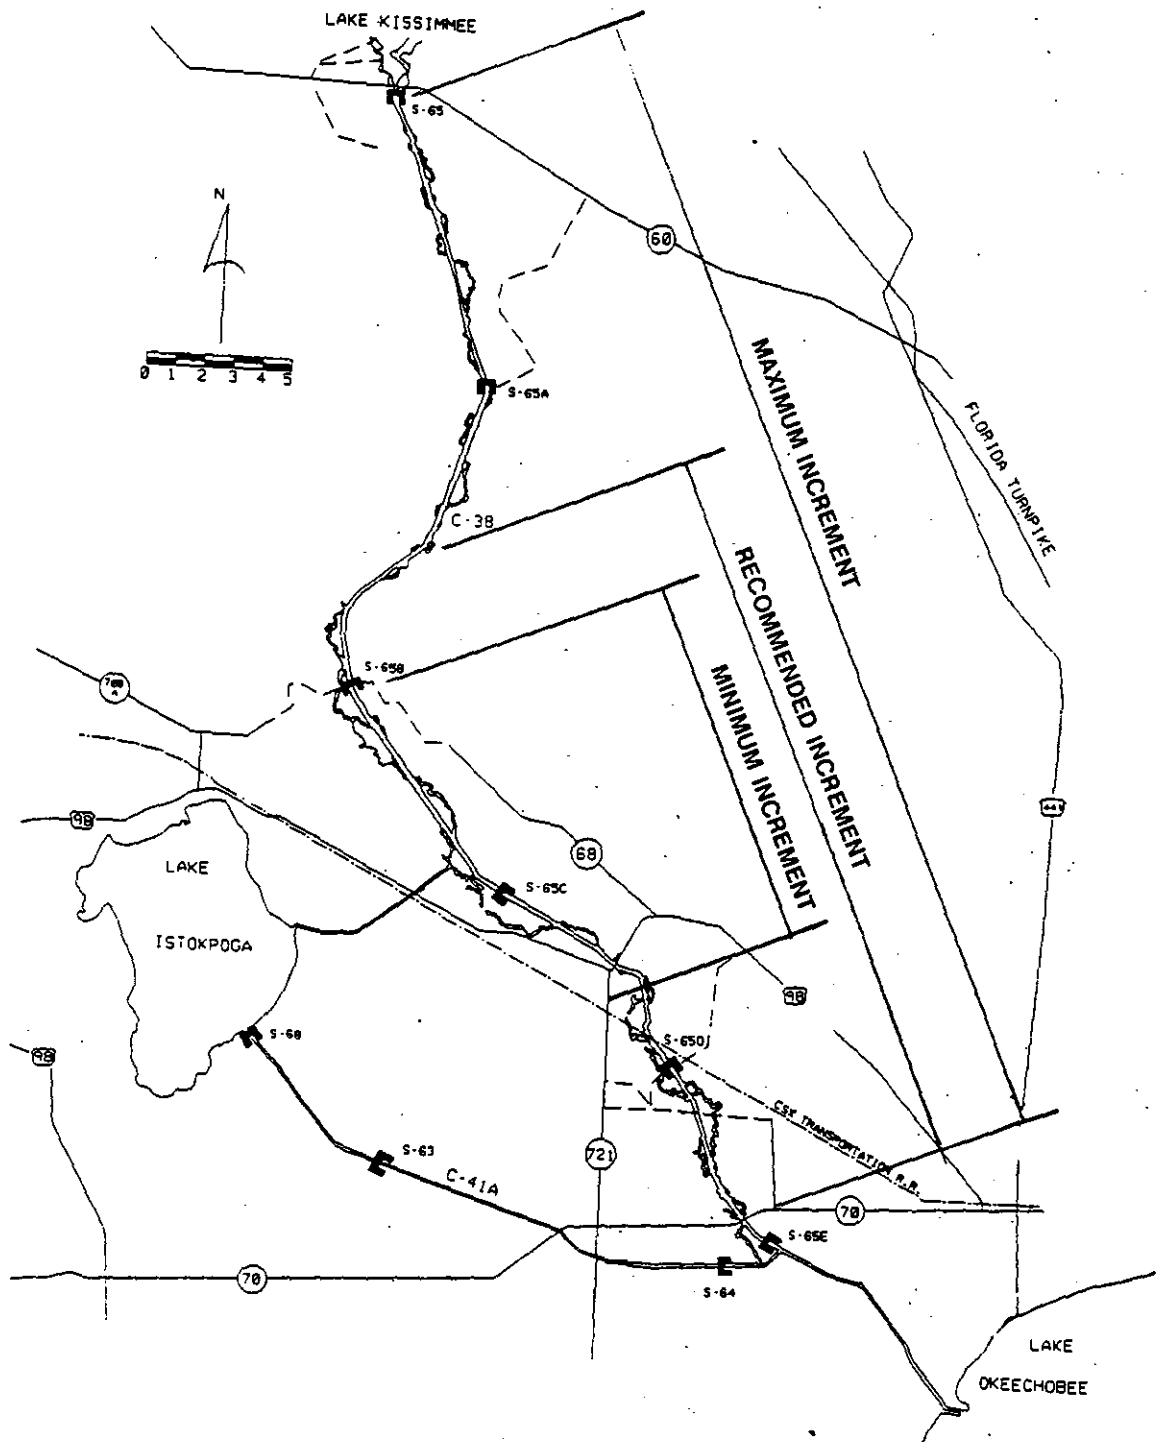 LAKE KISSIMMEE
S-65
N
60
0 1 2 3 4 5
S-65A
MAXIMUM INCREMENT
FLORIDA TURNPIKE
C-38
RECOMMENDED INCREMENT
S-65B
MINIMUM INCREMENT
98
441
68
LAKE
S-65C
ISTOKPOGA
98
S-68
98
S-65D
CSX TRANSPORTATION R.R.
721
S-63
C-41A
70
S-65E
70
S-64
LAKE
OKEECHOBEE